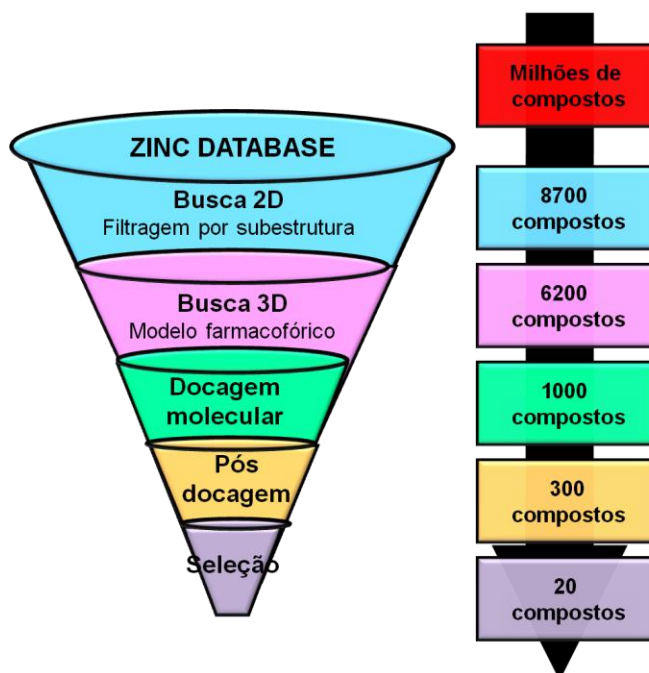 ZINC DATABASE
Busca 2D
Filtragem por subestrutura
Busca 3D
Modelo farmacofórico
Docagem
molecular
Pós
docagem
Seleção
Milhões de
compostos
8700
compostos
6200
compostos
1000
compostos
300
compostos
20
compostos